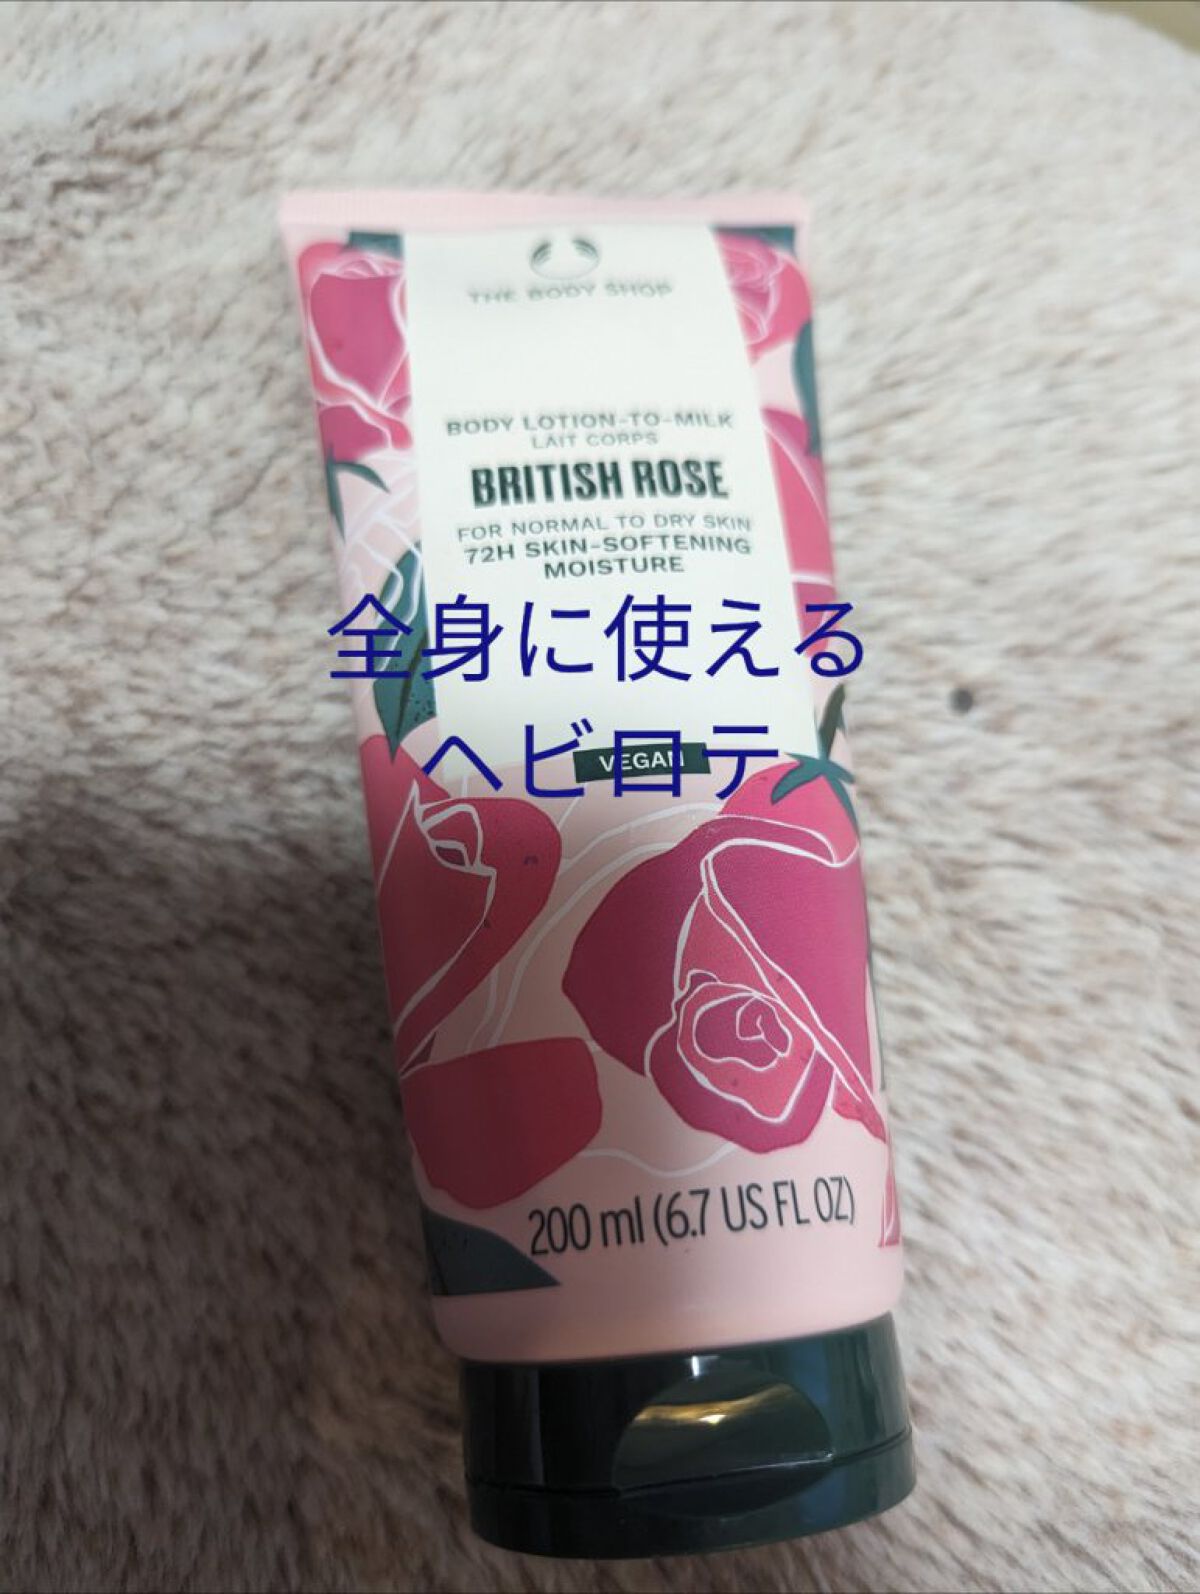 THE BODY SHOP
BODY LOTION-TO-MILK
LAIT CORPS
BRITISH ROSE
FOR NORMAL TO DRY SKIN
72H SKIN-SOFTENING
MOISTURE
全身に使える
ヘビロテ
VEGAN
200 ml (6.7 US FL OZ)